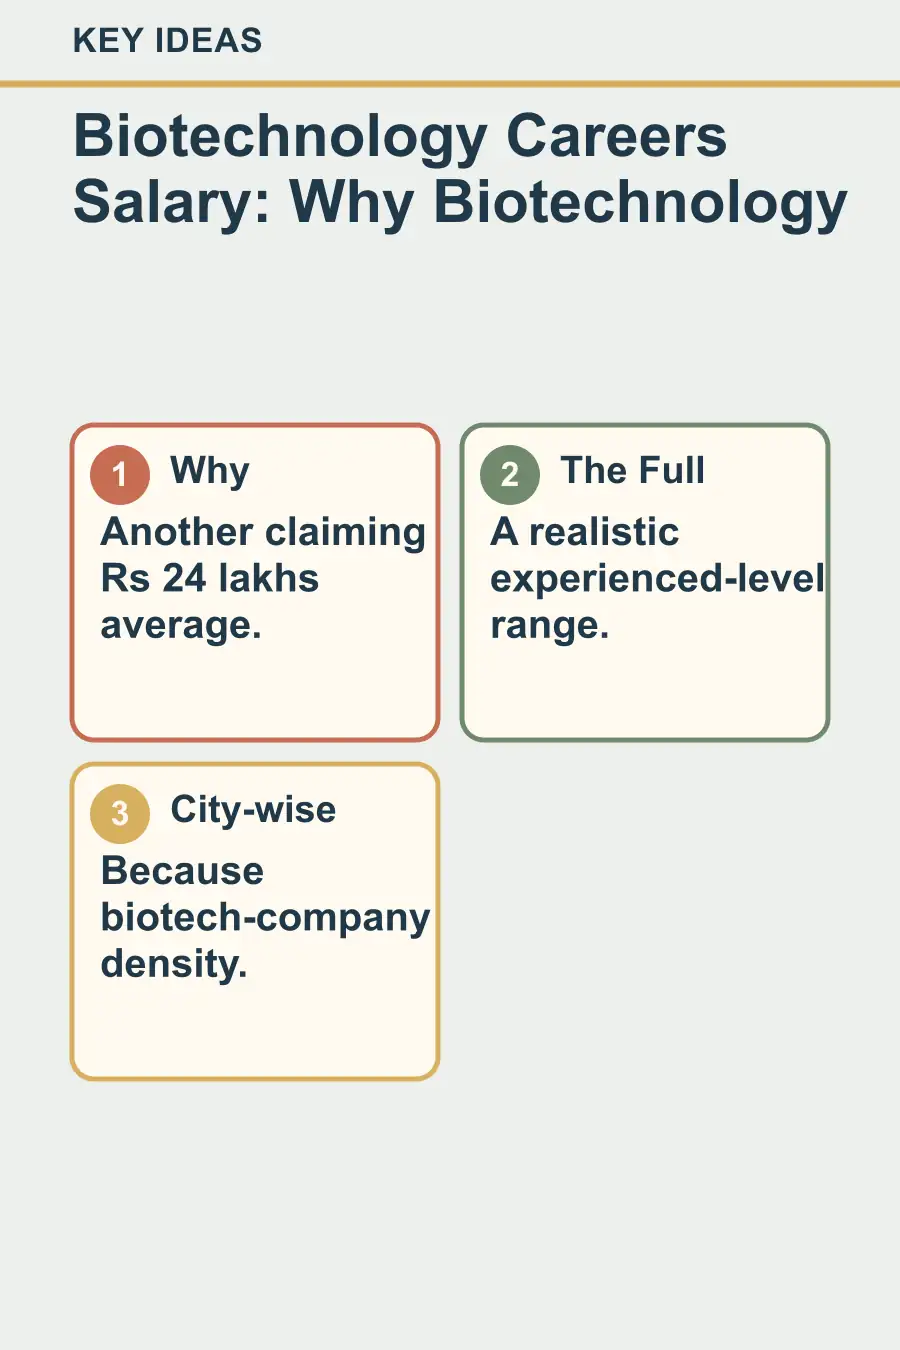 KEY IDEAS
Biotechnology Careers
Salary: Why Biotechnology
1 Why
Another claiming
Rs 24 lakhs
average.
2 The Full
A realistic
experienced-level
range.
3 City-wise
Because
biotech-company
density.